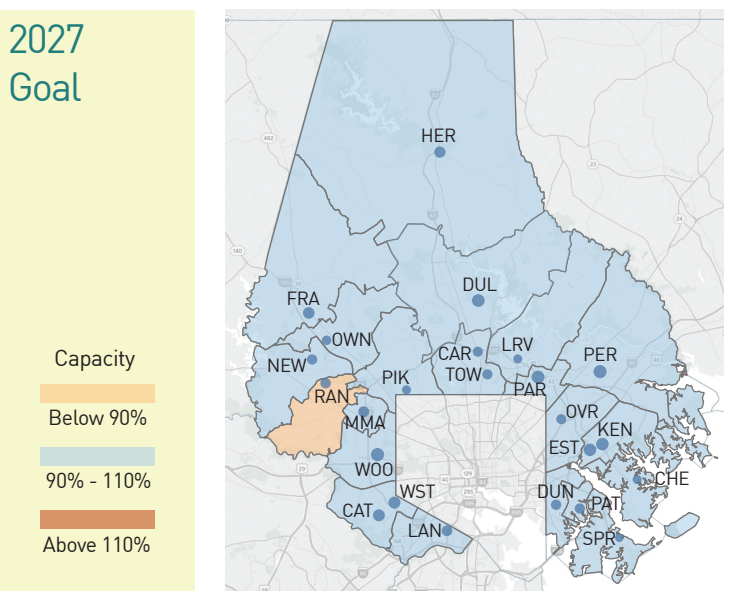 2027
Goal
Capacity
Below 90%
90% - 110%
Above 110%
HER
DUL
FRA
OWN
NEW
CAR
LRV
TOW
PER
PIK
PAR
RAN
MMA
OVR
KEN
EST
WOO
CHE
WST
DUN
PAT
CAT
LAN
SPR